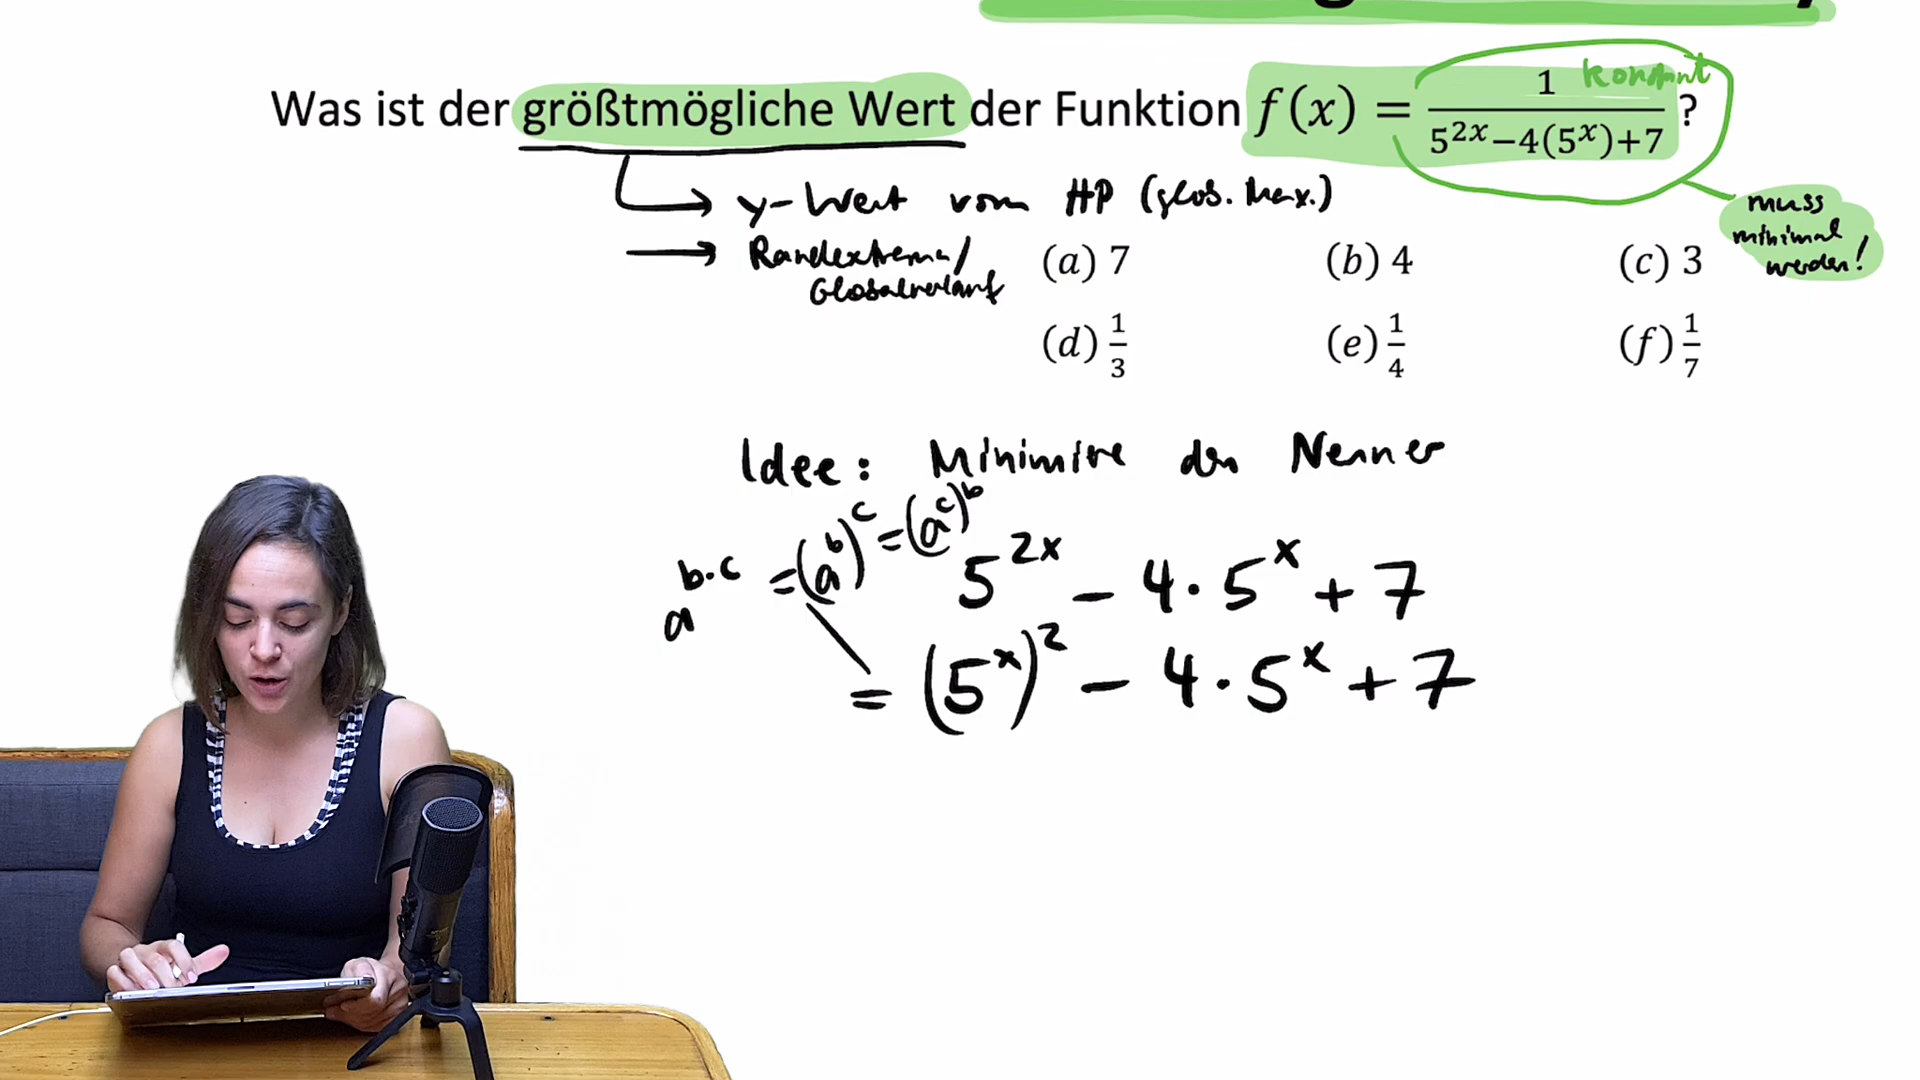 Was ist der größtmögliche Wert der Funktion f(x) = 1/(5^{2x}−4(5^x)+7) ?
konstant
y-Wert vom HP (glob. Max.)
muss
minimal
werden!
Randextrema/
Globalverlauf
(a) 7 (b) 4 (c) 3
(d) 1/3 (e) 1/4 (f) 1/7
Idee: Minimire den Nenner
a^{b·c} = (a^b)^c = (a^c)^b
5^{2x} − 4·5^x + 7
= (5^x)^2 − 4·5^x + 7